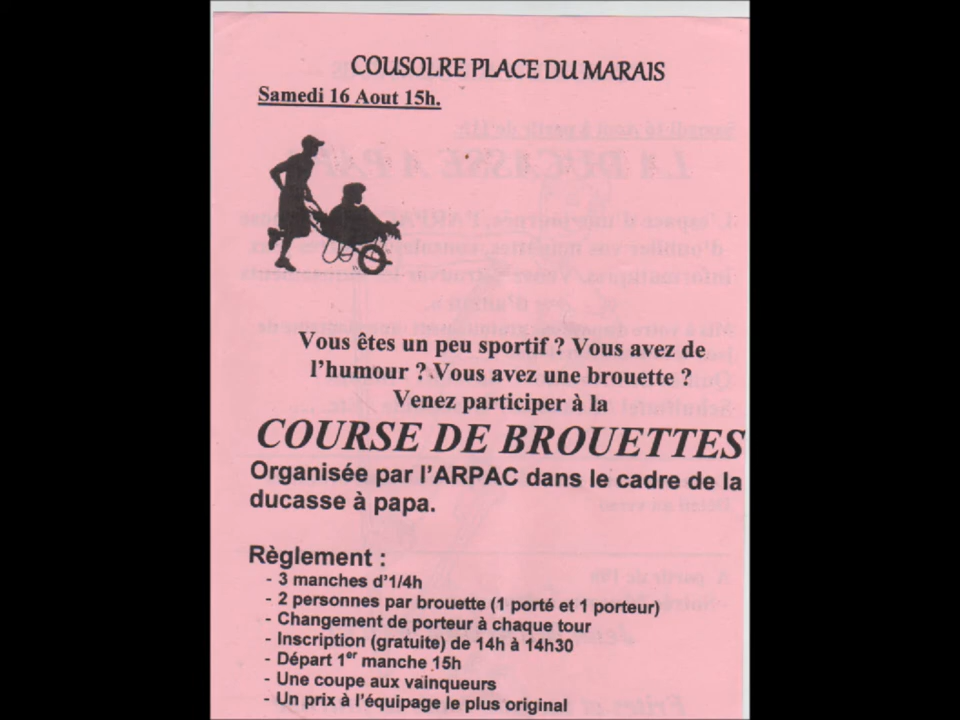 COUSOLRE PLACE DU MARAIS
Samedi 16 Aout 15h.
Vous êtes un peu sportif ? Vous avez de
l'humour ? Vous avez une brouette ?
Venez participer à la
COURSE DE BROUETTES
Organisée par l'ARPAC dans le cadre de la
ducasse à papa.
Règlement :
- 3 manches d'1/4h
- 2 personnes par brouette (1 porté et 1 porteur)
- Changement de porteur à chaque tour
- Inscription (gratuite) de 14h à 14h30
- Départ 1er manche 15h
- Une coupe aux vainqueurs
- Un prix à l'équipage le plus original